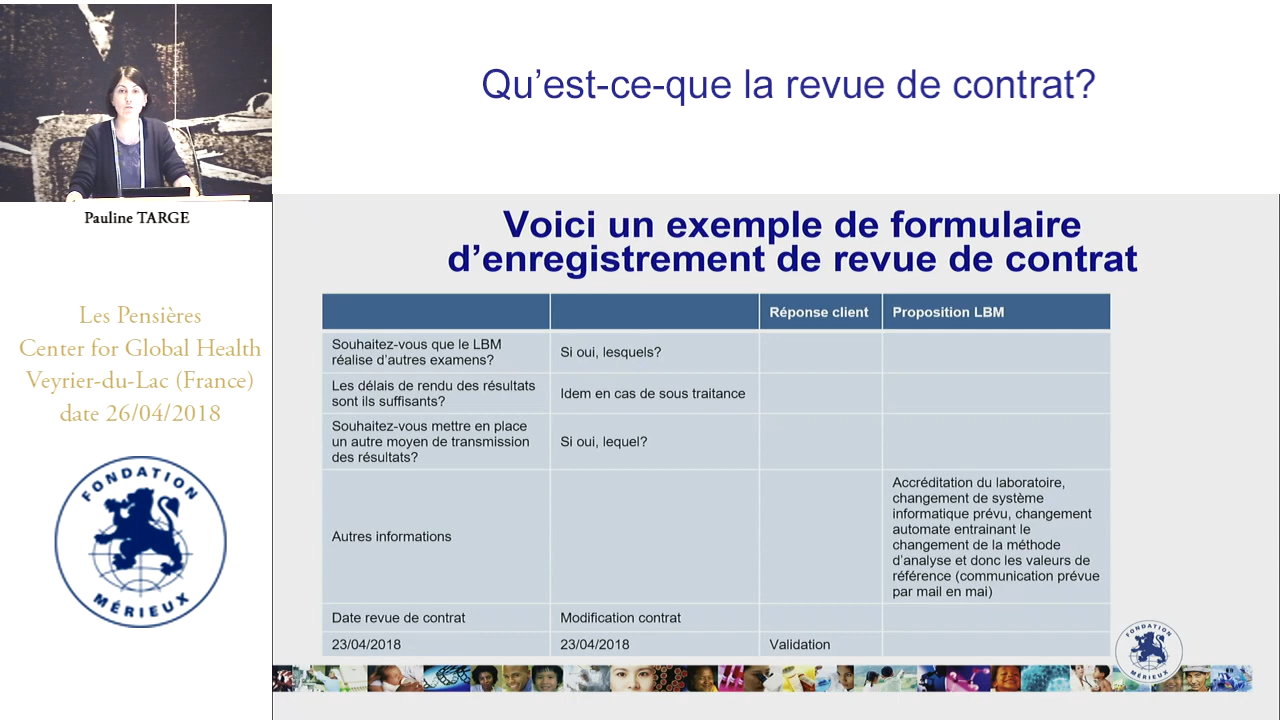 Qu'est-ce-que la revue de contrat?
Pauline TARGE
Les Pensières
Center for Global Health
Veyrier-du-Lac (France)
date 26/04/2018
FONDATION
MÉRIEUX
Voici un exemple de formulaire
d'enregistrement de revue de contrat
Réponse client
Proposition LBM
Souhaitez-vous que le LBM
réalise d'autres examens?
Si oui, lesquels?
Les délais de rendu des résultats
sont ils suffisants?
Idem en cas de sous traitance
Souhaitez-vous mettre en place
un autre moyen de transmission
des résultats?
Si oui, lequel?
Autres informations
Accréditation du laboratoire,
changement de système
informatique prévu, changement
automate entrainant le
changement de la méthode
d'analyse et donc les valeurs de
référence (communication prévue
par mail en mai)
Date revue de contrat
Modification contrat
23/04/2018
23/04/2018
Validation
FONDATION
MÉRIEUX